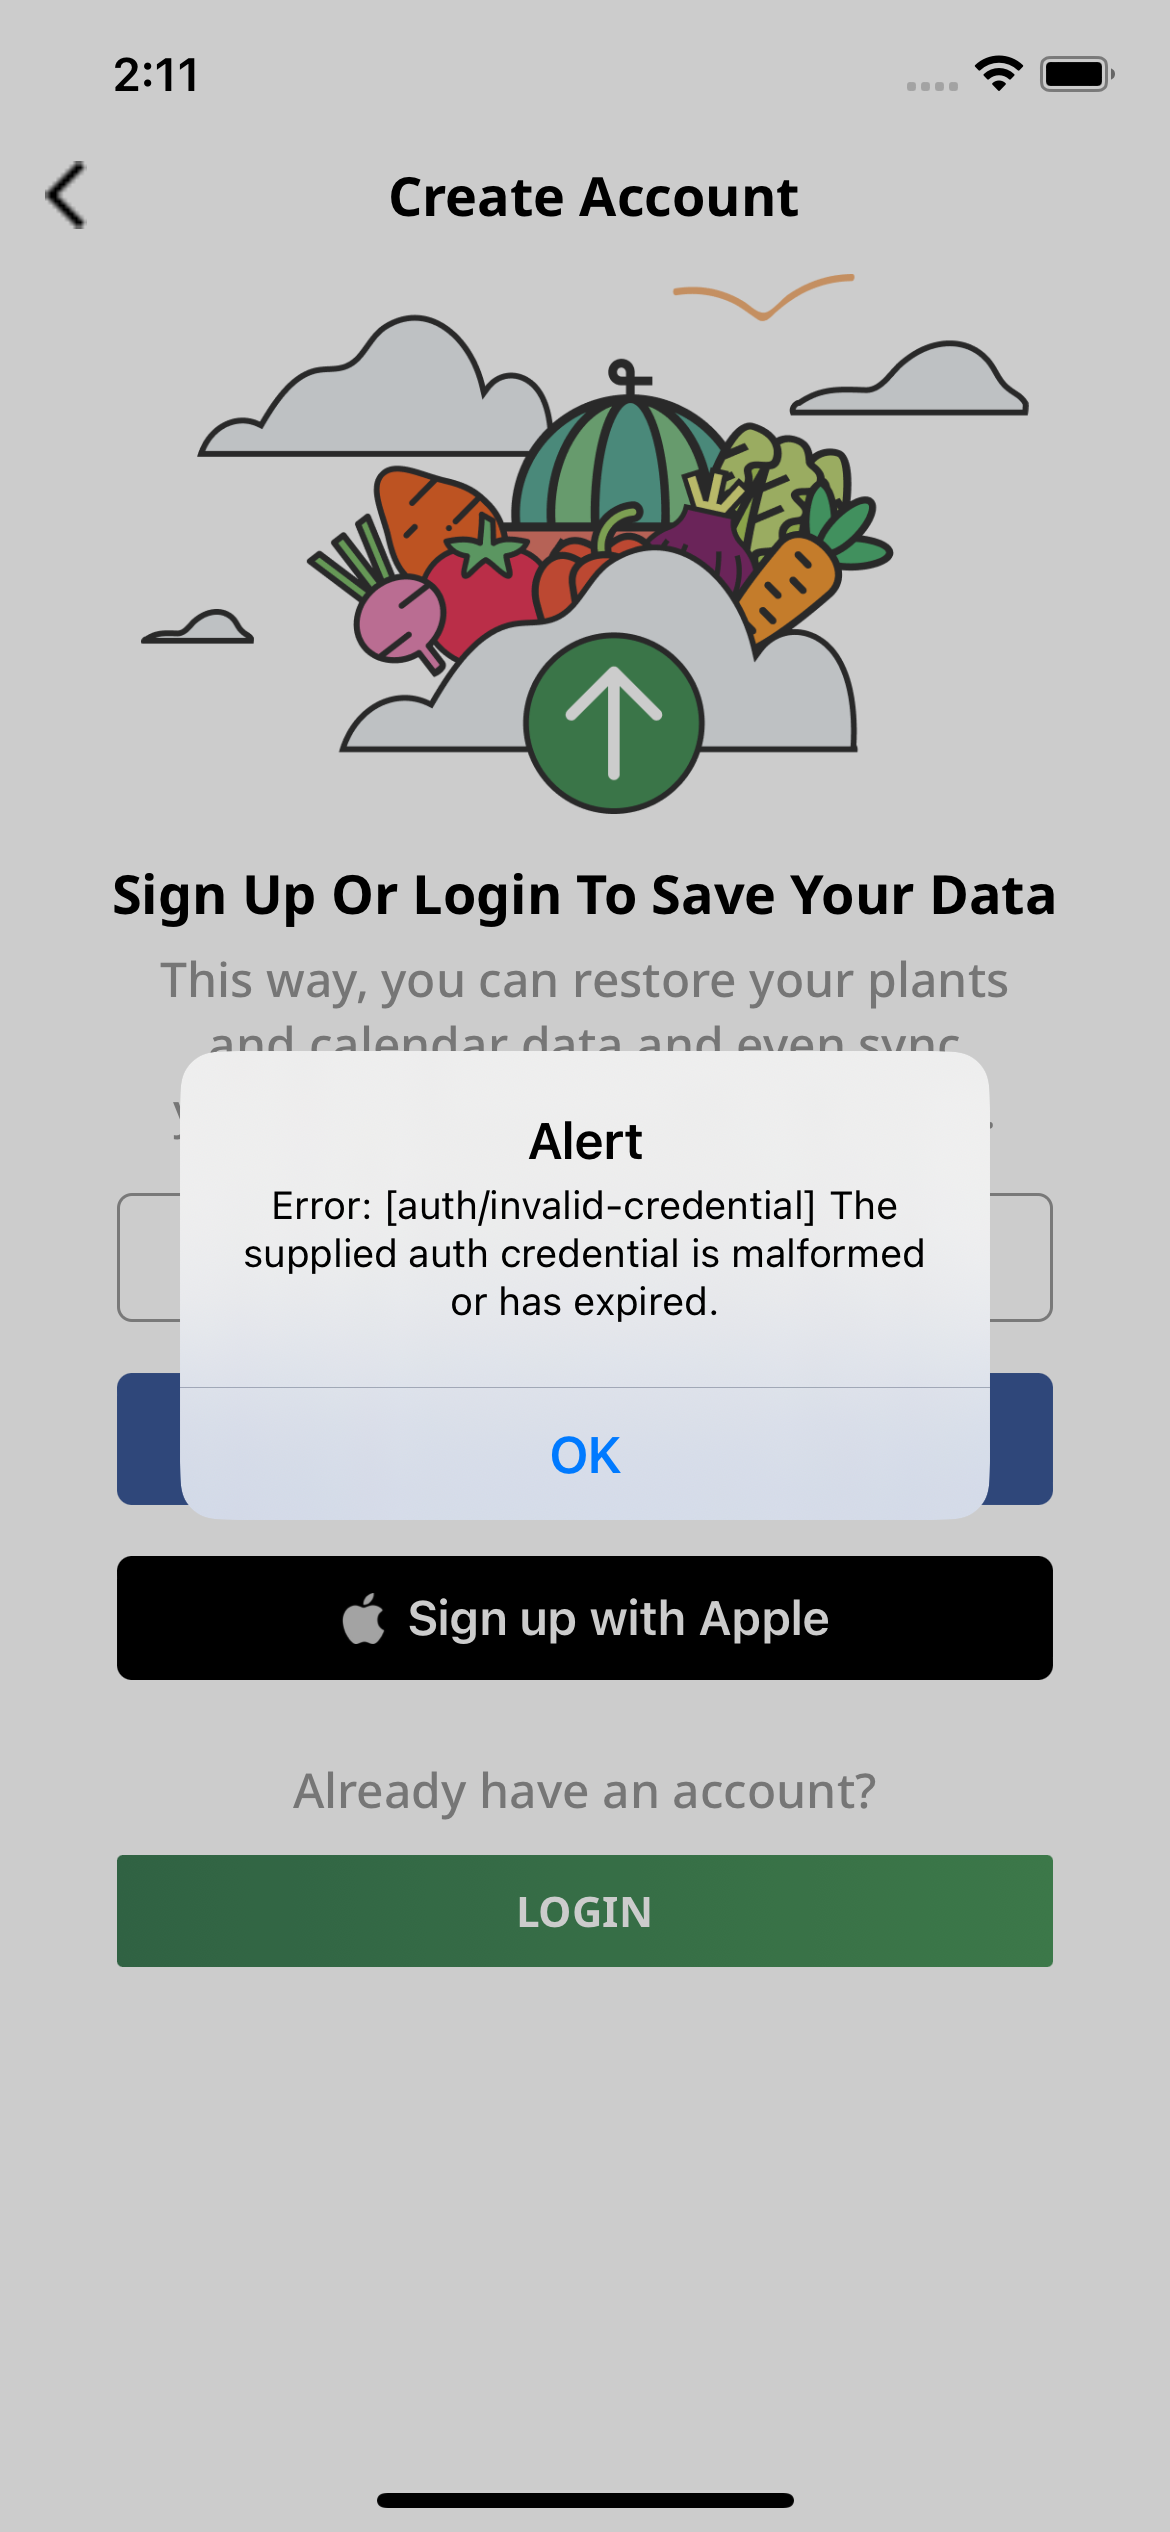 2:11
Create Account
Sign Up Or Login To Save Your Data
This way, you can restore your plants
and calendar data and even sync
Alert
Error: [auth/invalid-credential] The
supplied auth credential is malformed
or has expired.
OK
Sign up with Apple
Already have an account?
LOGIN